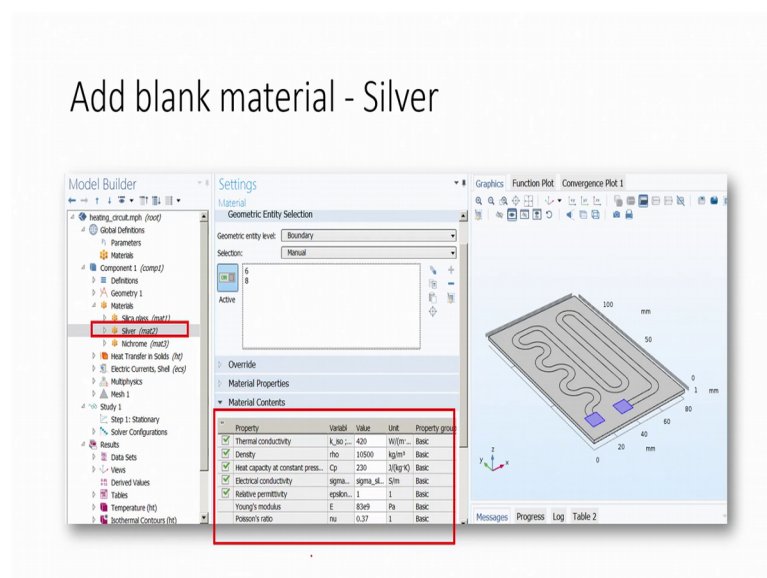 Add blank material - Silver
Model Builder
heating_circuit.mph (root)
Global Definitions
Parameters
Materials
Component 1 (comp1)
Definitions
Geometry 1
Materials
Silica glass (mat1)
Silver (mat2)
Nichrome (mat3)
Heat Transfer in Solids (ht)
Electric Currents, Shell (ecs)
Multiphysics
Mesh 1
Study 1
Step 1: Stationary
Solver Configurations
Results
Data Sets
Views
Derived Values
Tables
Temperature (ht)
Isothermal Contours (ht)
Settings
Material
Geometric Entity Selection
Geometric entity level: Boundary
Selection: Manual
6
8
Active
Override
Material Properties
Material Contents
Property Variabl Value Unit Property group
Thermal conductivity k_iso ;... 420 W/(m·... Basic
Density rho 10500 kg/m³ Basic
Heat capacity at constant press... Cp 230 J/(kg·K) Basic
Electrical conductivity sigma... sigma_sil... S/m Basic
Relative permittivity epsilon... 1 1 Basic
Young's modulus E 83e9 Pa Basic
Poisson's ratio nu 0.37 1 Basic
Graphics Function Plot Convergence Plot 1
100
mm
50
0
1 mm
80
60
40
mm
20
0
z
y
x
Messages Progress Log Table 2